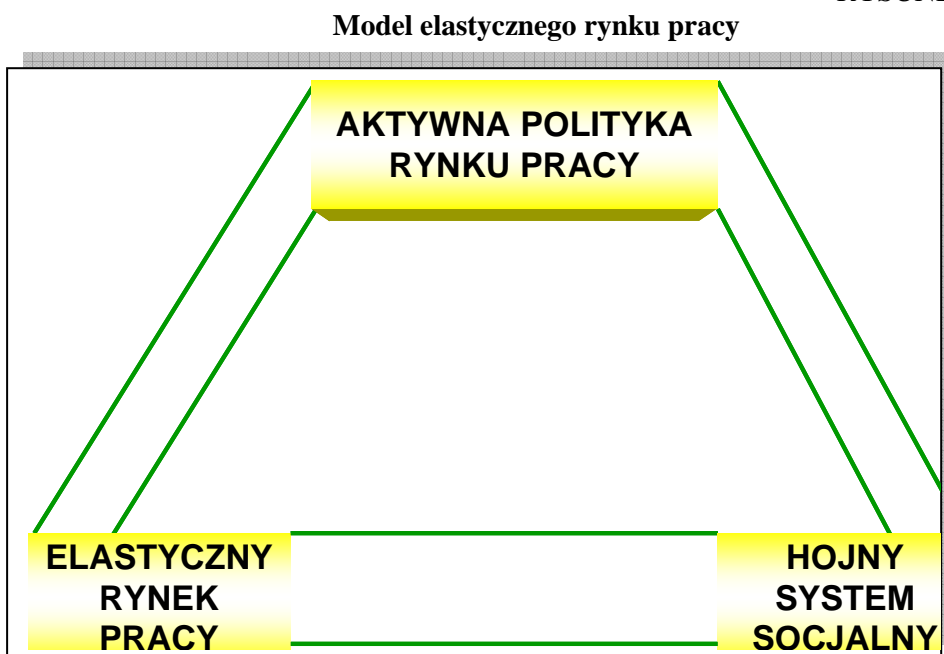 Model elastycznego rynku pracy
AKTYWNA POLITYKA
RYNKU PRACY
ELASTYCZNY
RYNEK
PRACY
HOJNY
SYSTEM
SOCJALNY